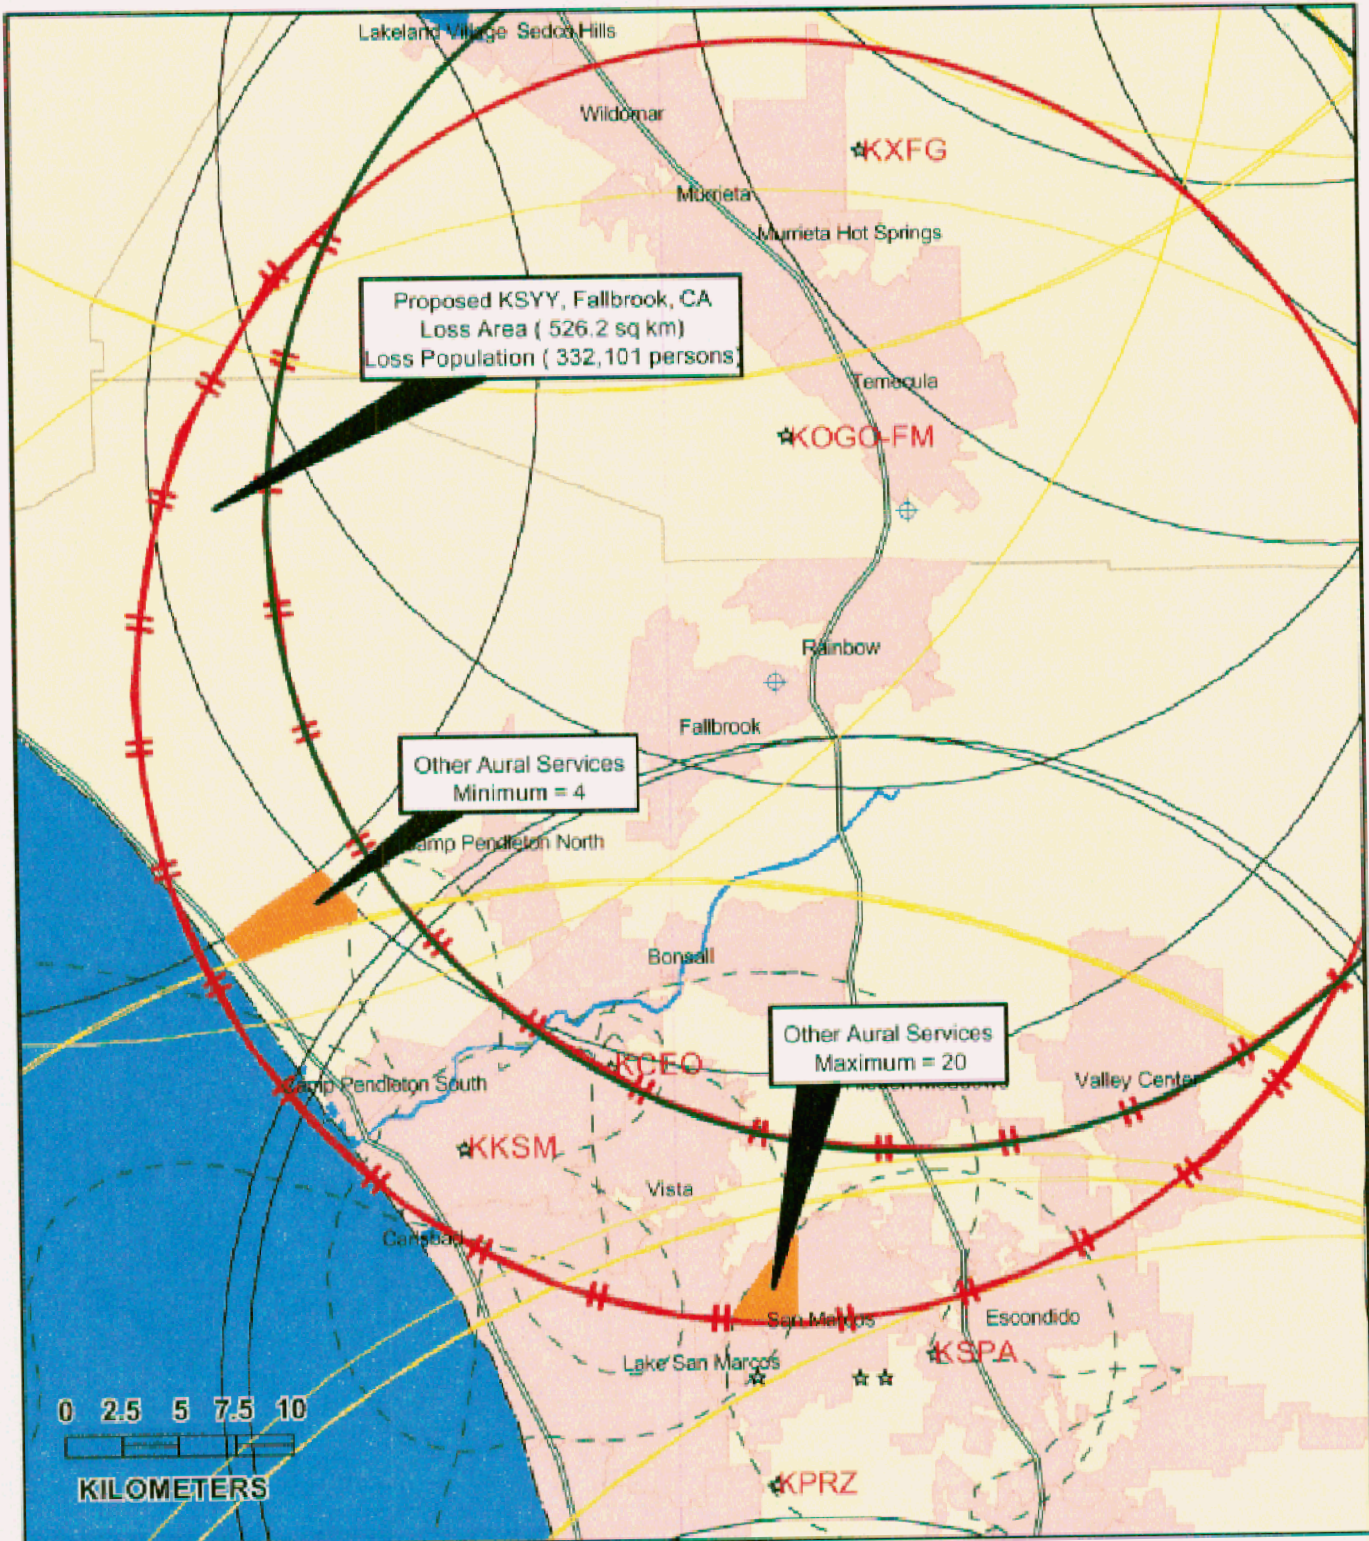 Lakeland Village Sedco Hills
Wildomar
KXFG
Murrieta
Murrieta Hot Springs
Proposed KSYY, Fallbrook, CA
Loss Area ( 526.2 sq km)
Loss Population ( 332,101 persons)
Temecula
KOGO-FM
Rainbow
Fallbrook
Other Aural Services
Minimum = 4
Camp Pendleton North
Bonsall
Other Aural Services
Maximum = 20
KCEO
Camp Pendleton South
Valley Center
KKSM
Vista
Carlsbad
San Marcos
Escondido
KSPA
Lake San Marcos
0 2.5 5 7.5 10
KILOMETERS
KPRZ